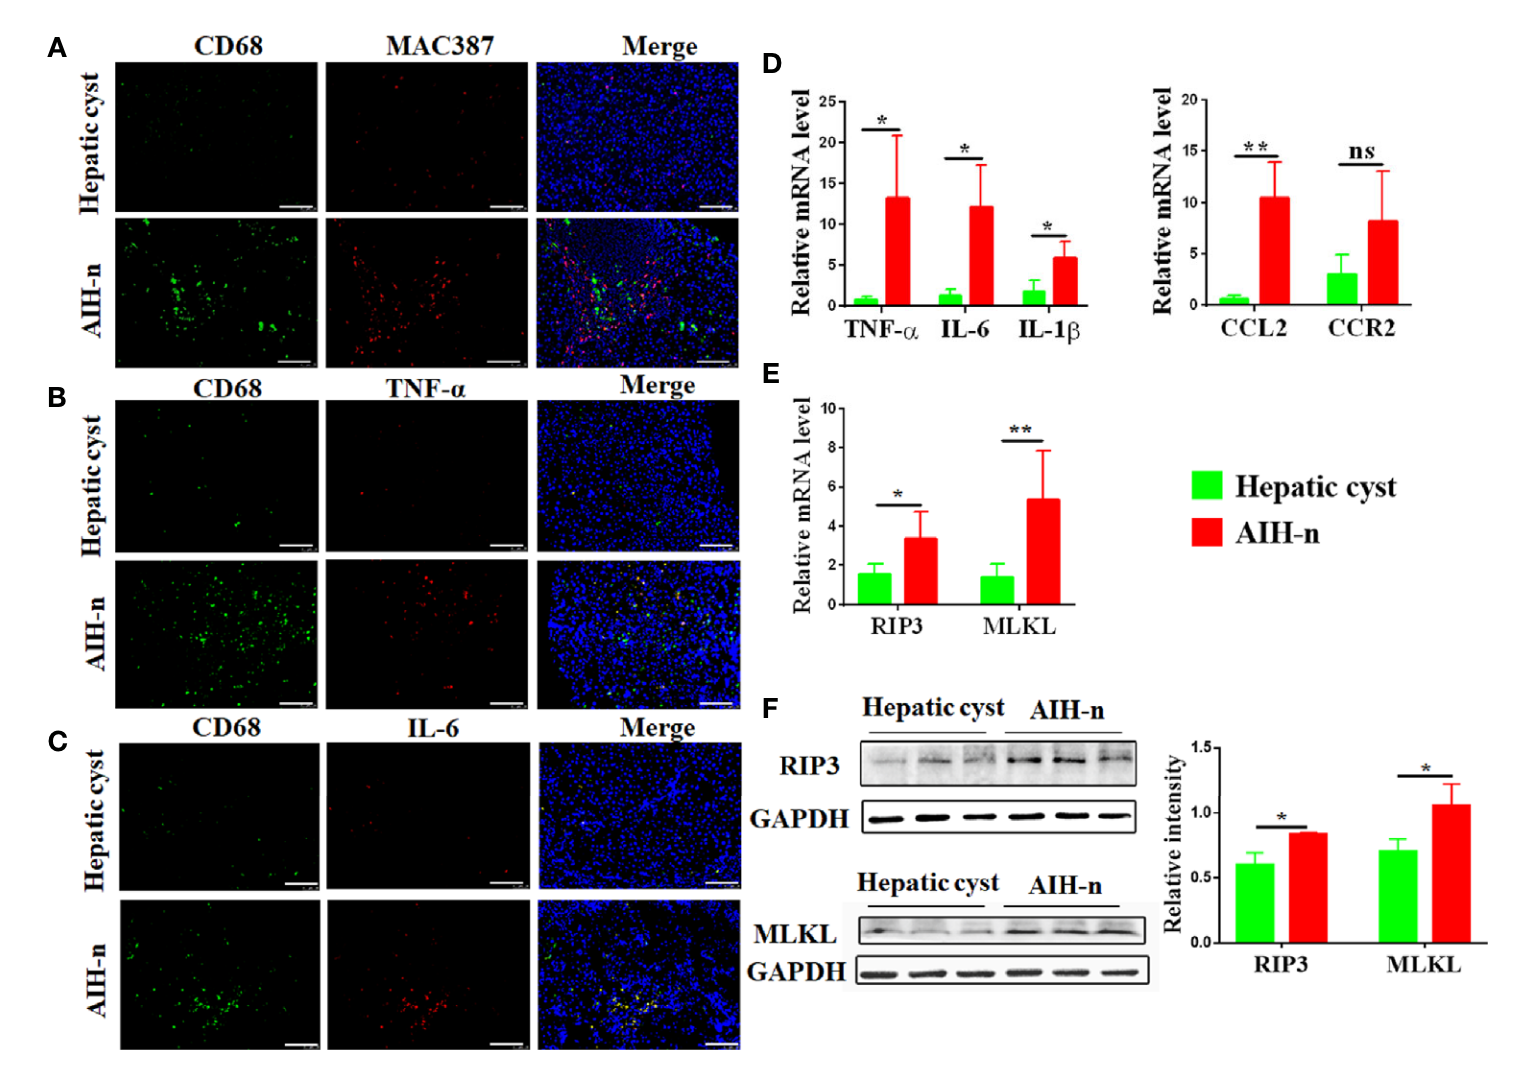 A
CD68 MAC387 Merge
Hepatic cyst
AIH-n
B
CD68 TNF-α Merge
Hepatic cyst
AIH-n
C
CD68 IL-6 Merge
Hepatic cyst
AIH-n
D
Relative mRNA level
25
20
15
10
5
0
* * *
TNF-α IL-6 IL-1β
Relative mRNA level
20
15
10
5
0
** ns
CCL2 CCR2
E
Relative mRNA level
10
8
6
4
2
0
* **
RIP3 MLKL
Hepatic cyst
AIH-n
F
Hepatic cyst AIH-n
RIP3
GAPDH
Hepatic cyst AIH-n
MLKL
GAPDH
Relative intensity
1.5
1.0
0.5
0.0
* *
RIP3 MLKL